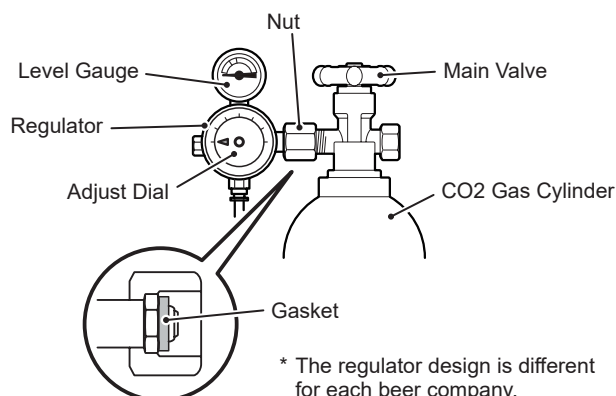 Nut
Level Gauge
Main Valve
Regulator
Adjust Dial
CO2 Gas Cylinder
Gasket
* The regulator design is different
for each beer company.